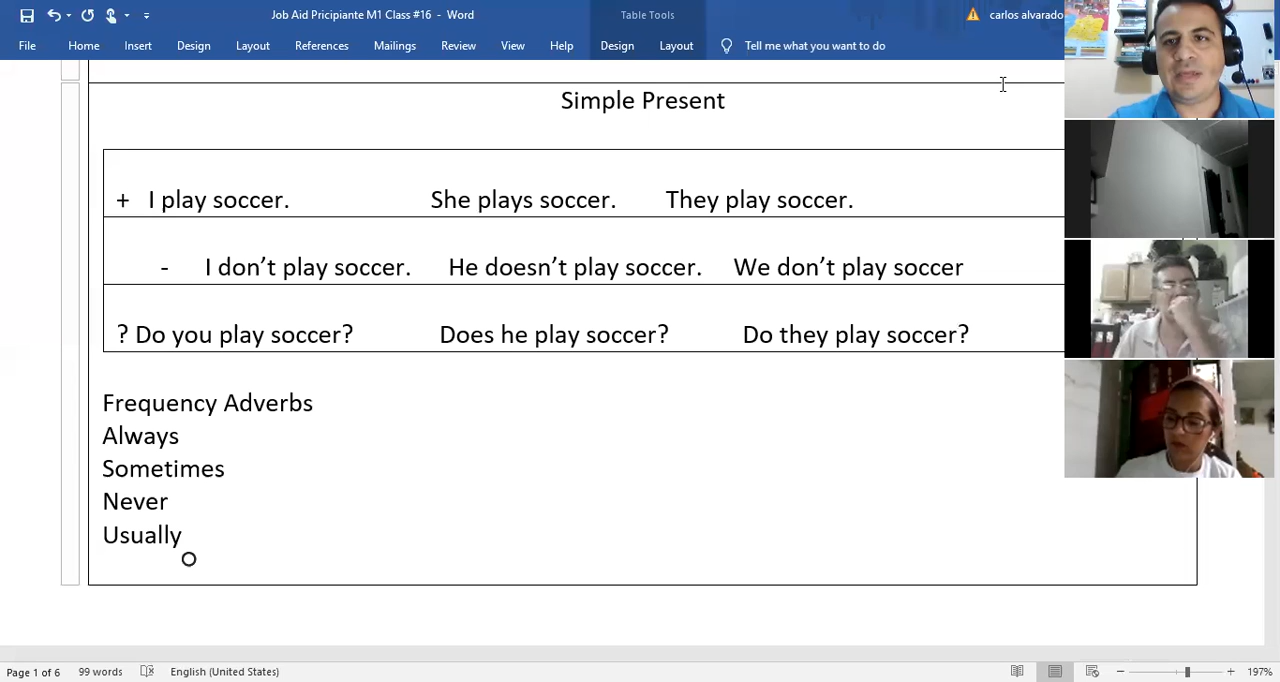 Job Aid Pricipiante M1 Class #16 - Word
Table Tools
carlos alvarado
File Home Insert Design Layout References Mailings Review View Help Design Layout Tell me what you want to do
Simple Present
+ I play soccer. She plays soccer. They play soccer.
- I don't play soccer. He doesn't play soccer. We don't play soccer
? Do you play soccer? Does he play soccer? Do they play soccer?
Frequency Adverbs
Always
Sometimes
Never
Usually
Page 1 of 6 99 words English (United States) 197%